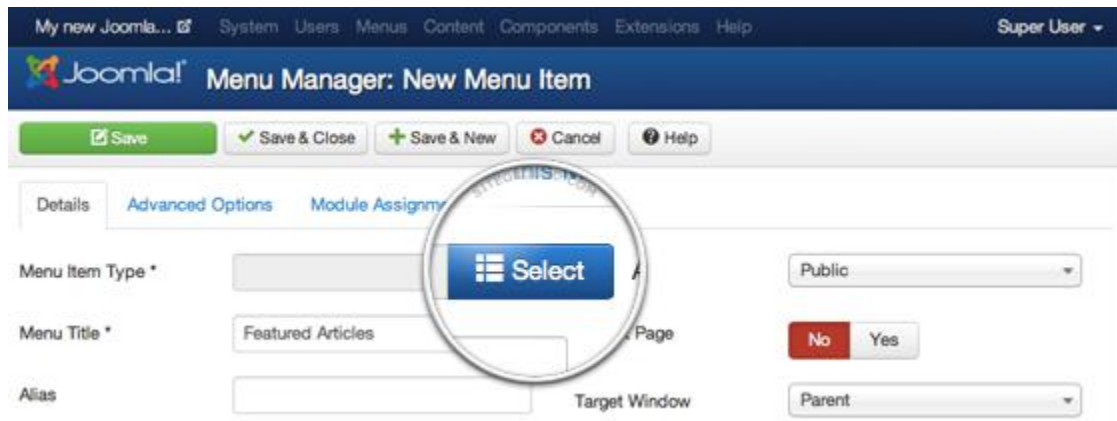 My new Joomla... System Users Menus Content Components Extensions Help Super User
Joomla! Menu Manager: New Menu Item
Save Save & Close Save & New Cancel Help
Details Advanced Options Module
Menu Item Type * Select Public
Menu Title * Featured Articles Page No Yes
Alias Target Window Parent